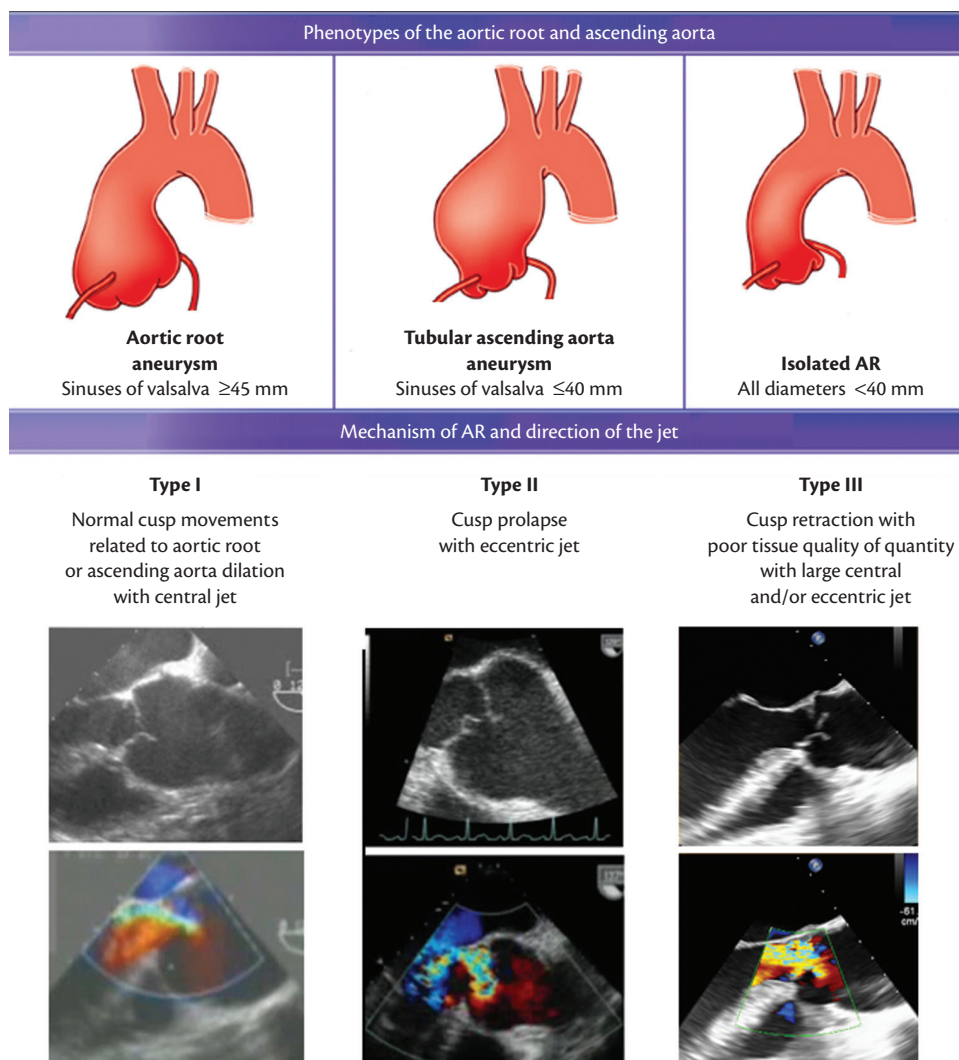 Phenotypes of the aortic root and ascending aorta
Aortic root
aneurysm
Sinuses of valsalva ≥45 mm
Tubular ascending aorta
aneurysm
Sinuses of valsalva ≤40 mm
Isolated AR
All diameters <40 mm
Mechanism of AR and direction of the jet
Type I
Normal cusp movements
related to aortic root
or ascending aorta dilation
with central jet
Type II
Cusp prolapse
with eccentric jet
Type III
Cusp retraction with
poor tissue quality of quantity
with large central
and/or eccentric jet
-61.
cm/